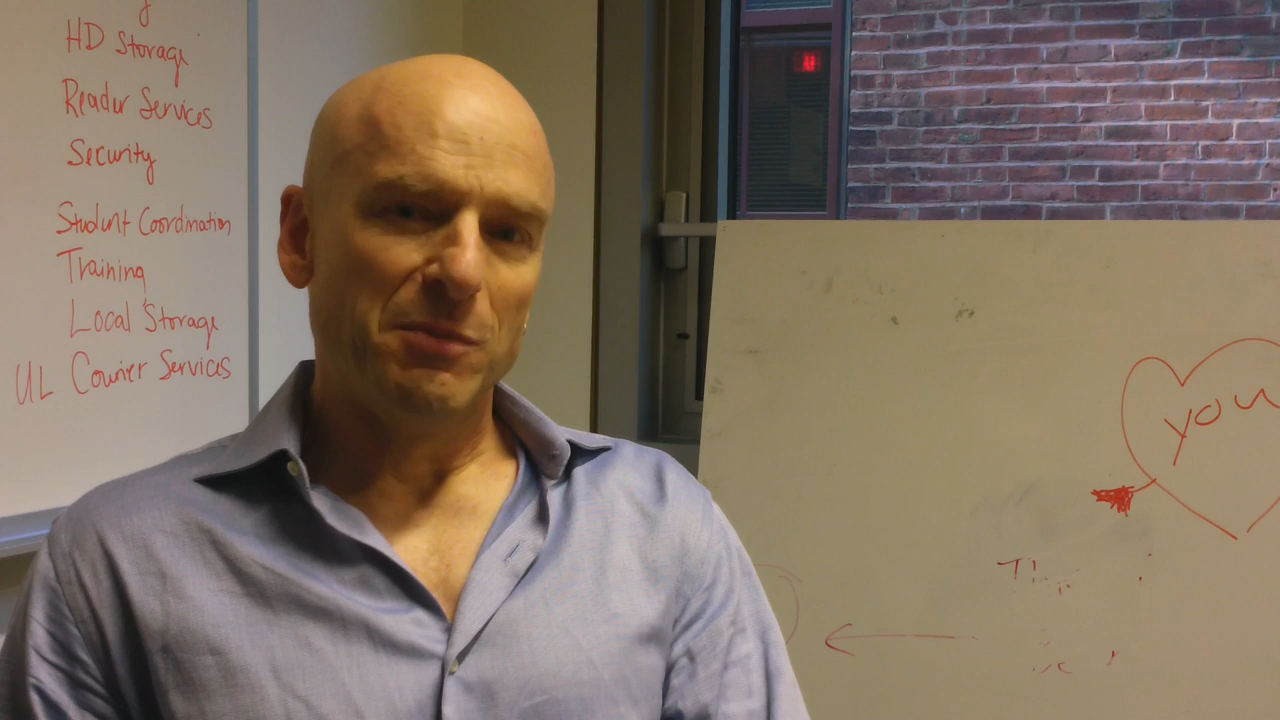 HD Storage
Reader Services
Security
Student Coordination
Training
Local Storage
UL Courier Services
you